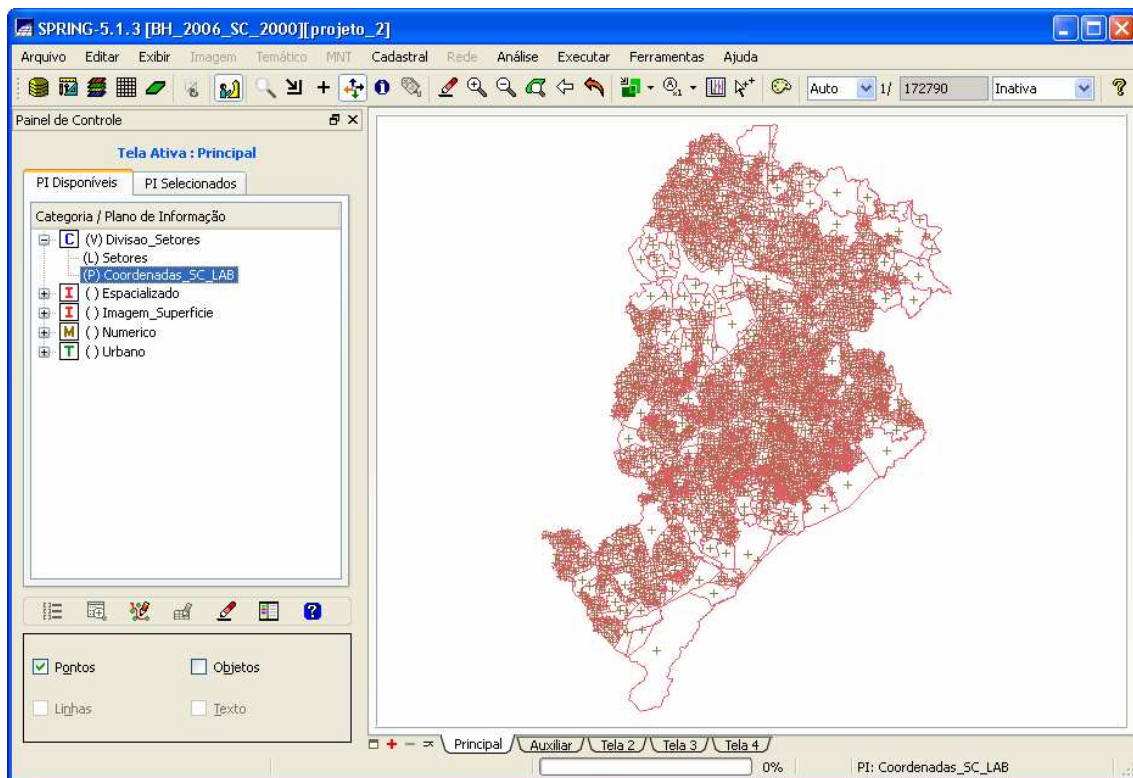 SPRING-5.1.3 [BH_2006_SC_2000][projeto_2]
Arquivo Editar Exibir Imagem Temático MNT Cadastral Rede Análise Executar Ferramentas Ajuda
Auto 1/ 172790 Inativa
Painel de Controle
Tela Ativa : Principal
PI Disponíveis PI Selecionados
Categoria / Plano de Informação
C (V) Divisao_Setores
(L) Setores
(P) Coordenadas_SC_LAB
I ( ) Espacializado
I ( ) Imagem_Superficie
M ( ) Numerico
T ( ) Urbano
Pontos Objetos
Linhas Texto
Principal Auxiliar Tela 2 Tela 3 Tela 4
0% PI: Coordenadas_SC_LAB